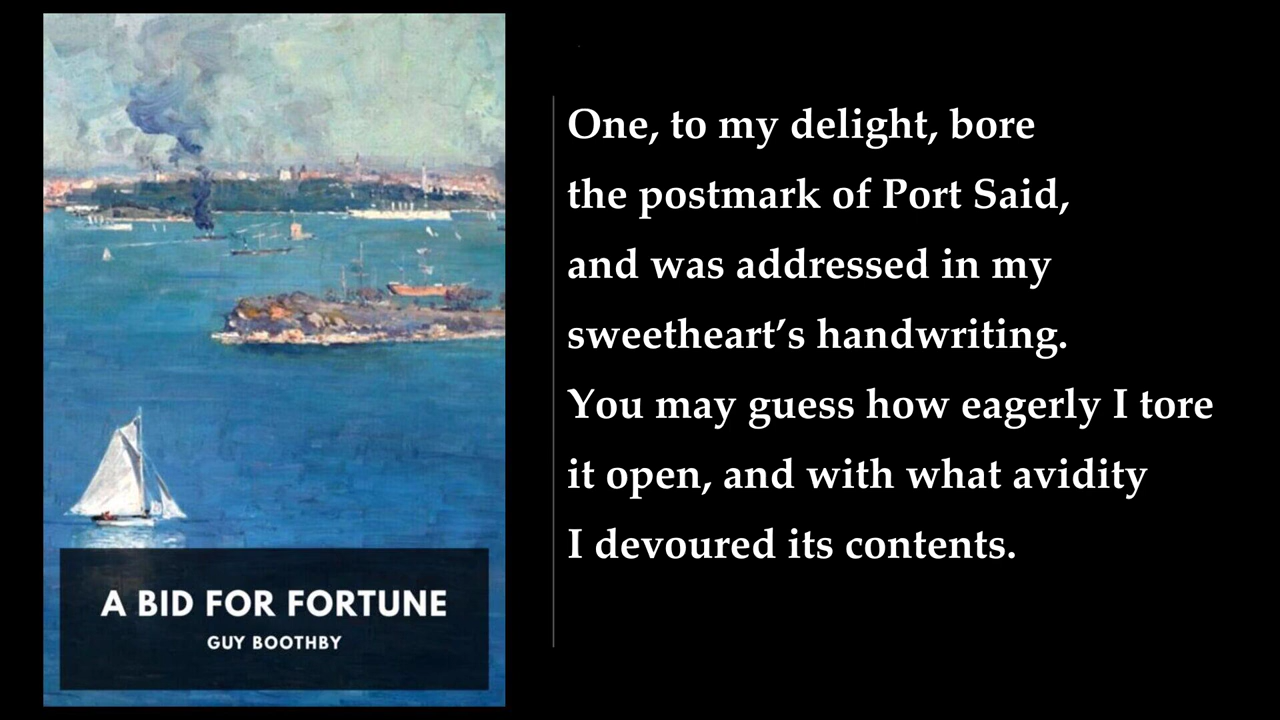 A BID FOR FORTUNE
GUY BOOTHBY
One, to my delight, bore
the postmark of Port Said,
and was addressed in my
sweetheart’s handwriting.
You may guess how eagerly I tore
it open, and with what avidity
I devoured its contents.